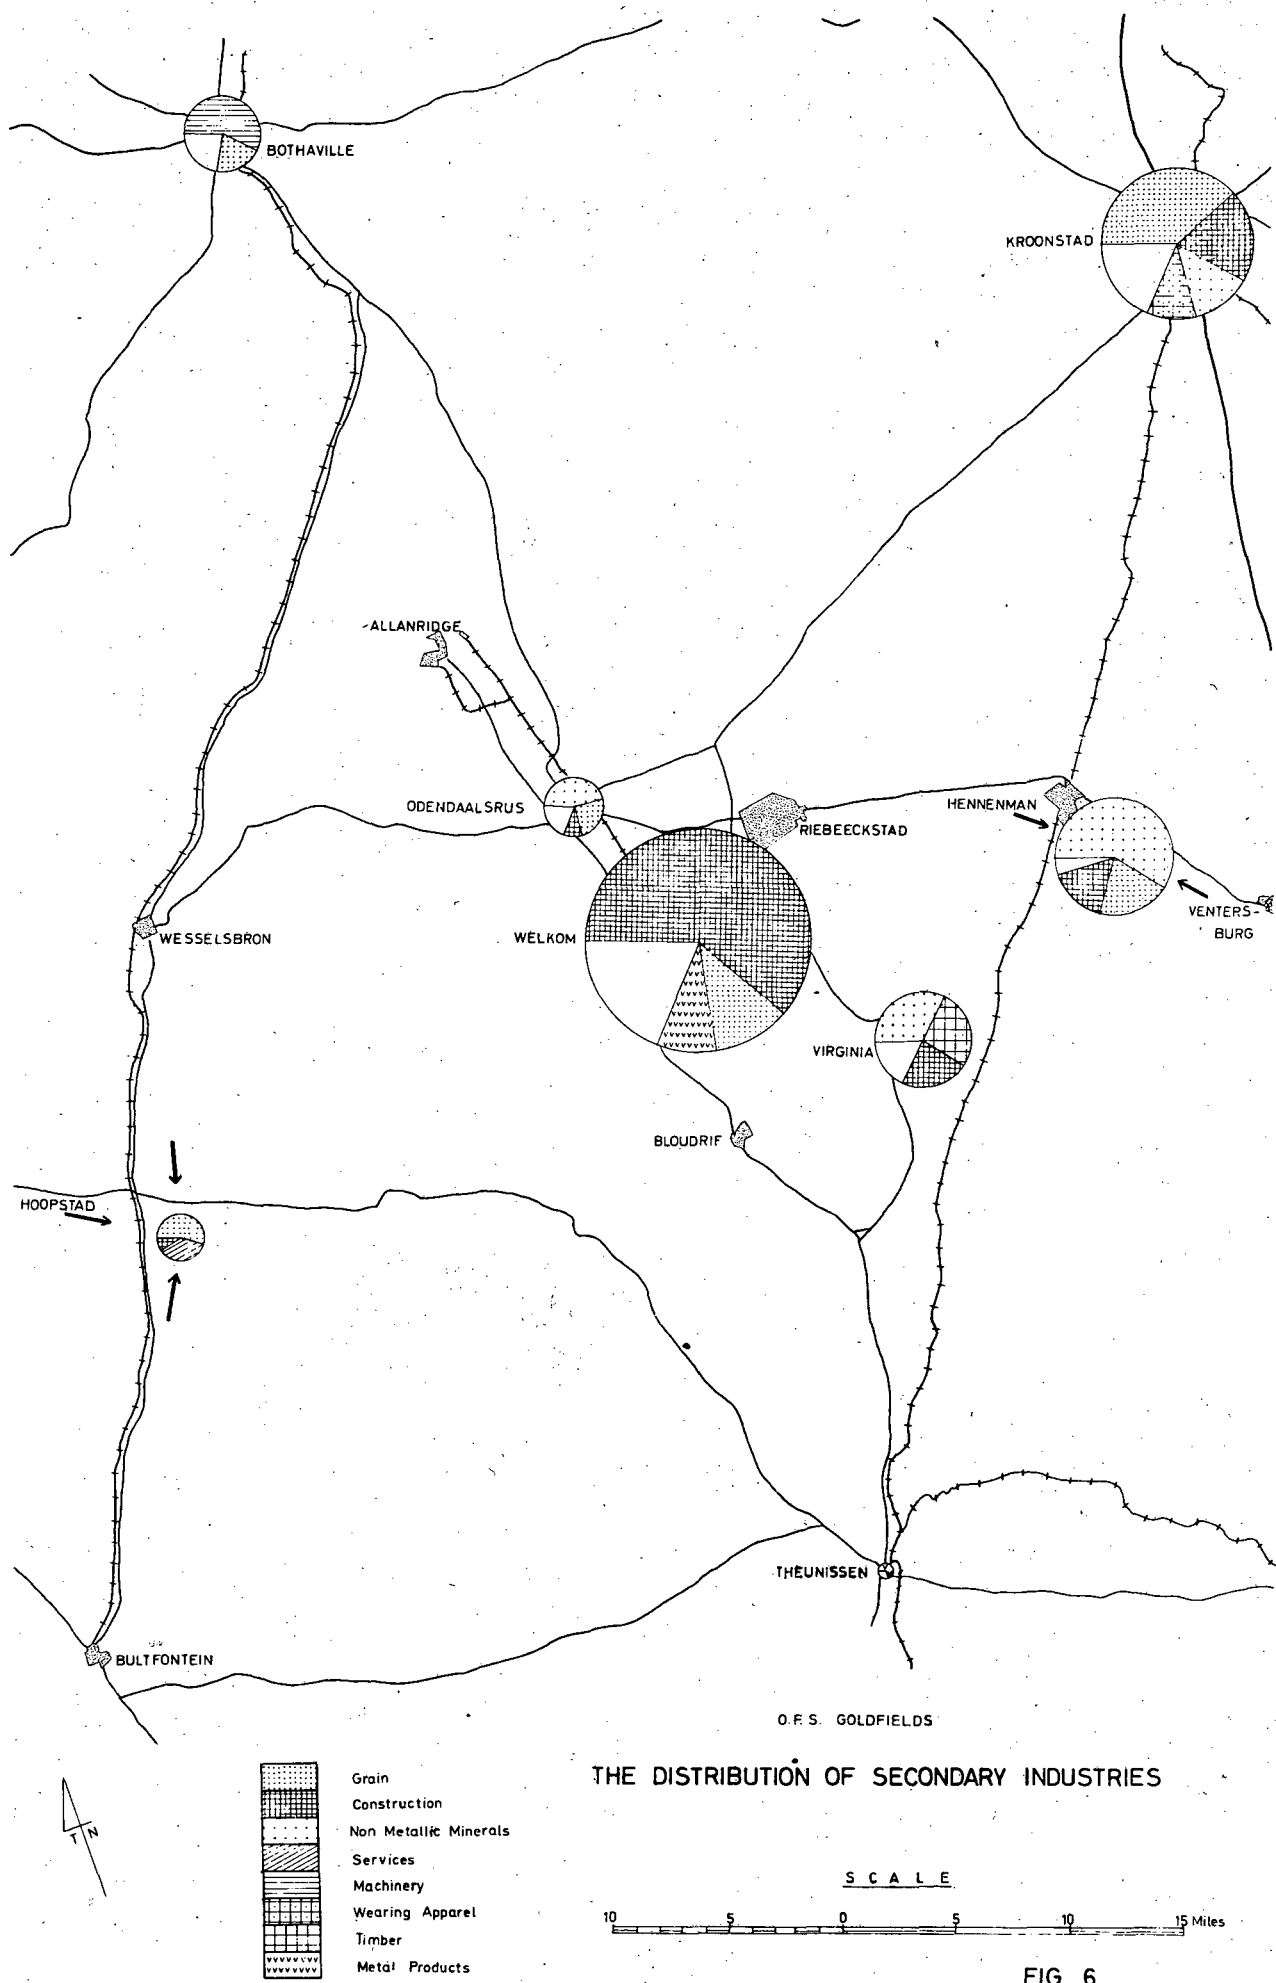 BOTHAVILLE
KROONSTAD
ALLANRIDGE
ODENDAALSRUS
HENNENMAN
RIEBEECKSTAD
VENTERS-
BURG
WESSELSBRON
WELKOM
VIRGINIA
BLOUDRIF
HOOPSTAD
THEUNISSEN
BULTFONTEIN
O.F.S. GOLDFIELDS
THE DISTRIBUTION OF SECONDARY INDUSTRIES
Grain
Construction
Non Metallic Minerals
Services
Machinery
Wearing Apparel
Timber
Metal Products
T N
SCALE
10 5 0 5 10 15 Miles
FIG 6